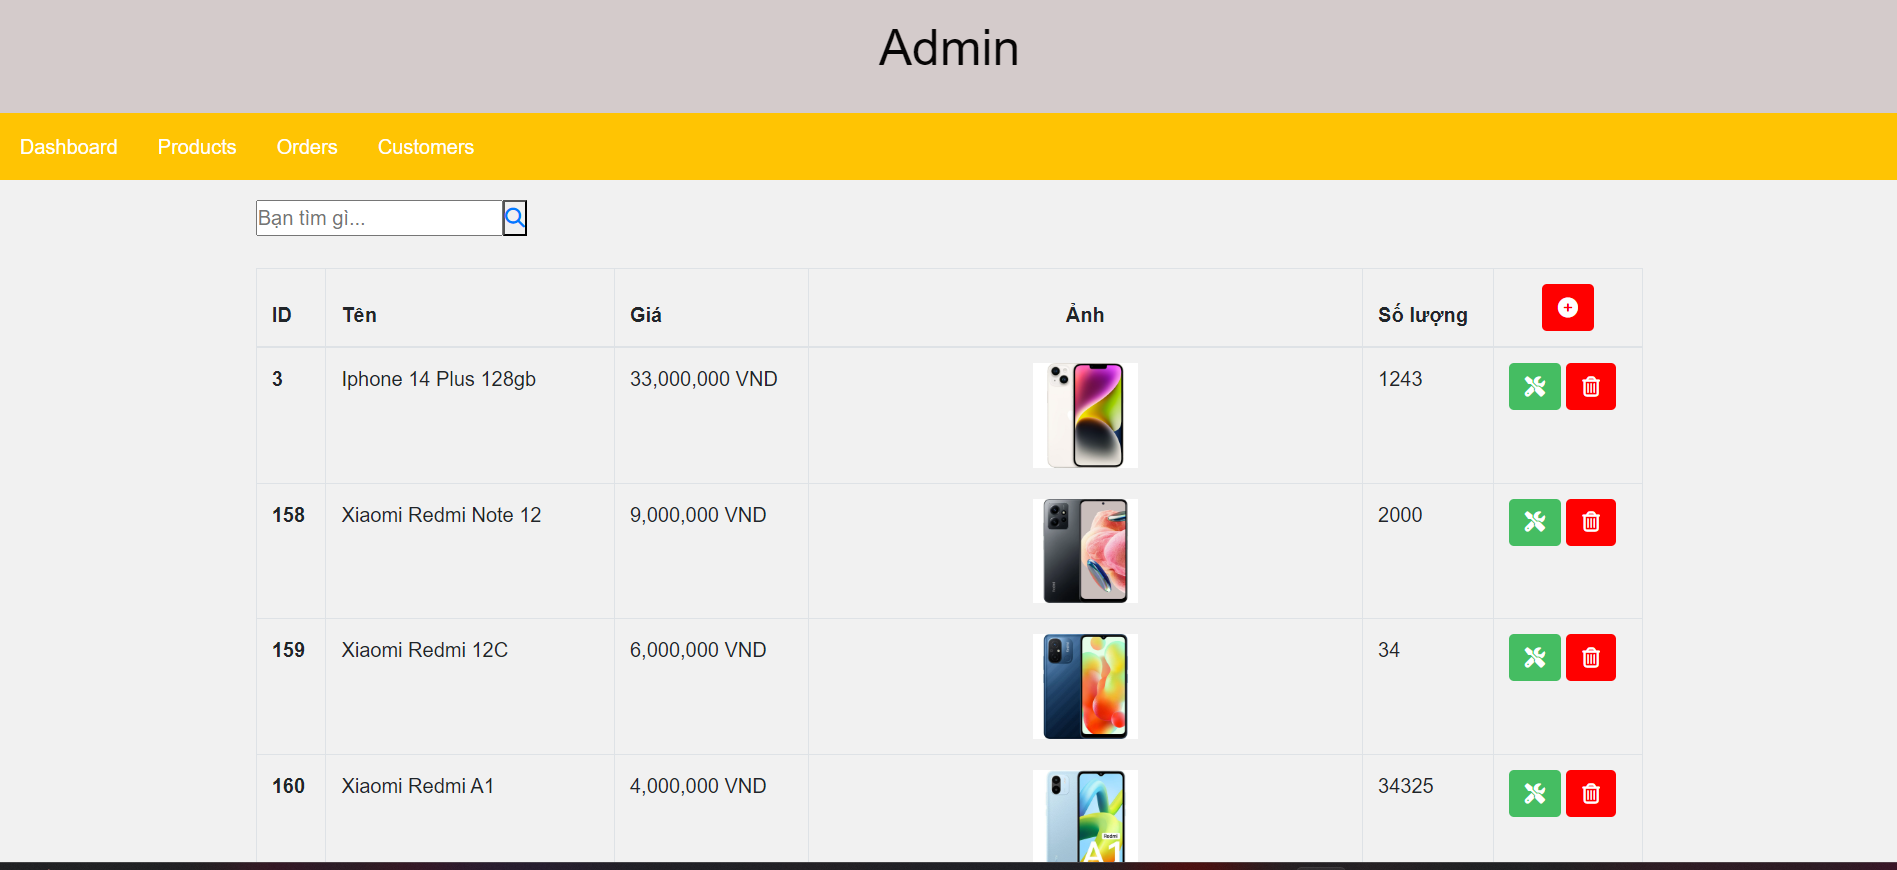 Admin
Dashboard Products Orders Customers
Bạn tìm gì...
ID Tên Giá Ảnh Số lượng
3 Iphone 14 Plus 128gb 33,000,000 VND 1243
158 Xiaomi Redmi Note 12 9,000,000 VND 2000
159 Xiaomi Redmi 12C 6,000,000 VND 34
160 Xiaomi Redmi A1 4,000,000 VND 34325
Redmi
A1